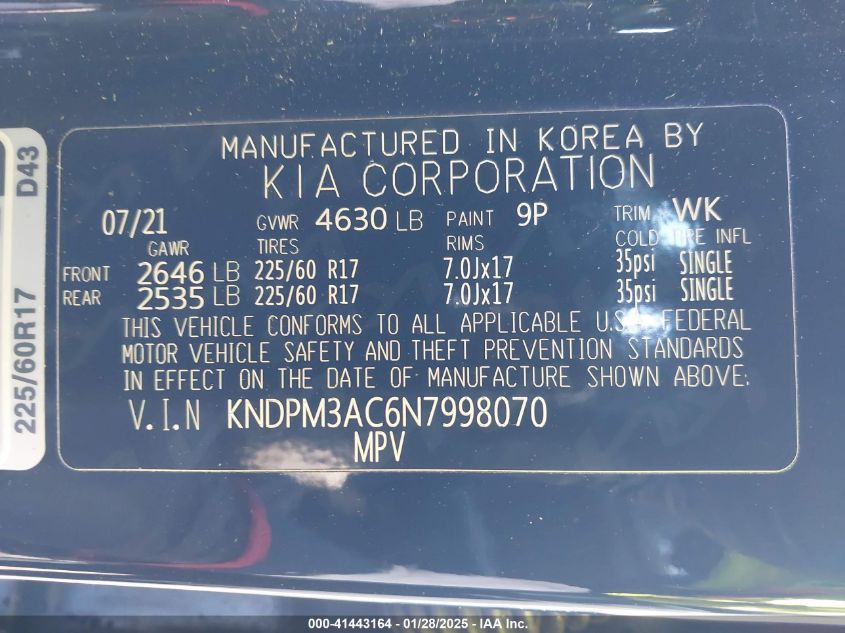 MANUFACTURED IN KOREA BY
KIA CORPORATION
07/21 GVWR 4630 LB PAINT 9P TRIM WK
GAWR TIRES RIMS COLD TIRE INFL
FRONT 2646 LB 225/60 R17 7.0Jx17 35psi SINGLE
REAR 2535 LB 225/60 R17 7.0Jx17 35psi SINGLE
THIS VEHICLE CONFORMS TO ALL APPLICABLE U.S. FEDERAL
MOTOR VEHICLE SAFETY AND THEFT PREVENTION STANDARDS
IN EFFECT ON THE DATE OF MANUFACTURE SHOWN ABOVE:
V.I.N KNDPM3AC6N7998070
MPV
225/60R17 D43
000-41443164 | 01/28/2025 - IAA Inc.